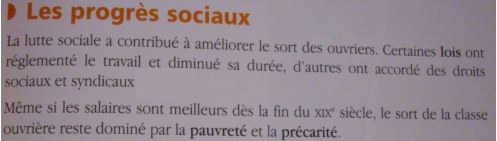 Les progrès sociaux
La lutte sociale a contribué à améliorer le sort des ouvriers. Certaines lois ont
réglementé le travail et diminué sa durée, d'autres ont accordé des droits
sociaux et syndicaux
Même si les salaires sont meilleurs dès la fin du XIXe siècle, le sort de la classe
ouvrière reste dominé par la pauvreté et la précarité.